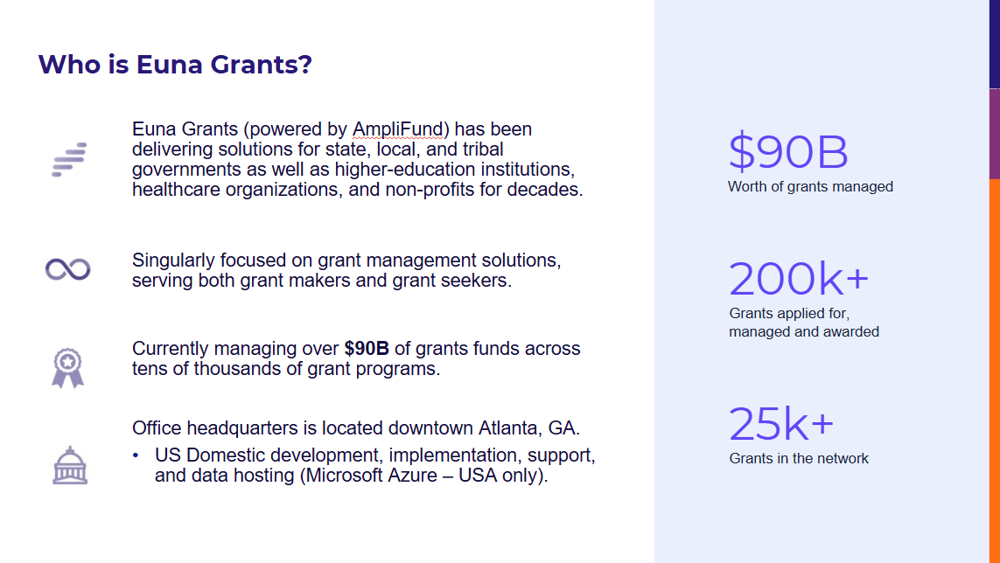 Who is Euna Grants?
Euna Grants (powered by AmpliFund) has been
delivering solutions for state, local, and tribal
governments as well as higher-education institutions,
healthcare organizations, and non-profits for decades.
Singularly focused on grant management solutions,
serving both grant makers and grant seekers.
Currently managing over $90B of grants funds across
tens of thousands of grant programs.
Office headquarters is located downtown Atlanta, GA.
• US Domestic development, implementation, support,
and data hosting (Microsoft Azure – USA only).
$90B
Worth of grants managed
200k+
Grants applied for,
managed and awarded
25k+
Grants in the network